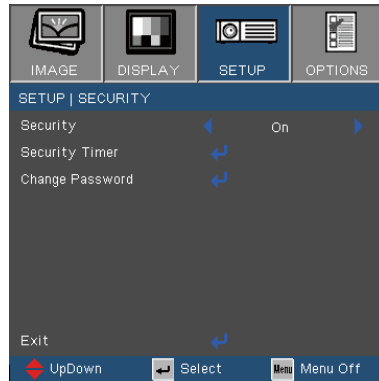 IMAGE DISPLAY SETUP OPTIONS
SETUP | SECURITY
Security On
Security Timer
Change Password
Exit
UpDown Select Menu Menu Off